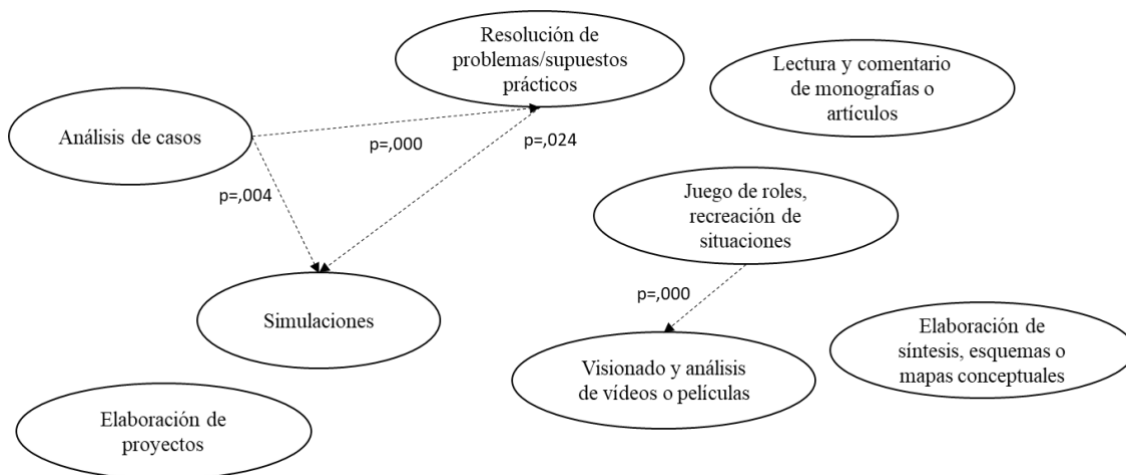 Resolución de
problemas/supuestos
prácticos
Lectura y comentario
de monografías o
artículos
Análisis de casos
p=,000
p=,024
p=,004
Juego de roles,
recreación de
situaciones
p=,000
Simulaciones
Elaboración de
síntesis, esquemas o
mapas conceptuales
Visionado y análisis
de vídeos o películas
Elaboración de
proyectos